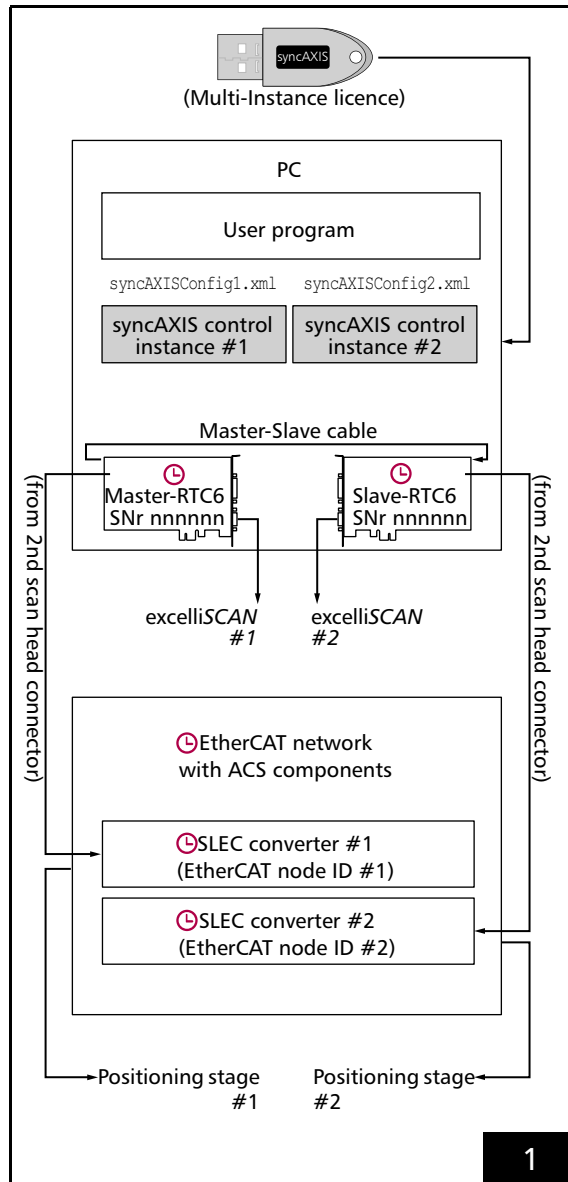 syncAXIS
(Multi-Instance licence)
PC
User program
syncAXISConfig1.xml
syncAXISConfig2.xml
syncAXIS control
instance #1
syncAXIS control
instance #2
Master-Slave cable
Master-RTC6
SNr nnnnnn
Slave-RTC6
SNr nnnnnn
(from 2nd scan head connector)
(from 2nd scan head connector)
excelliSCAN
#1
excelliSCAN
#2
EtherCAT network
with ACS components
SLEC converter #1
(EtherCAT node ID #1)
SLEC converter #2
(EtherCAT node ID #2)
Positioning stage
#1
Positioning stage
#2
1